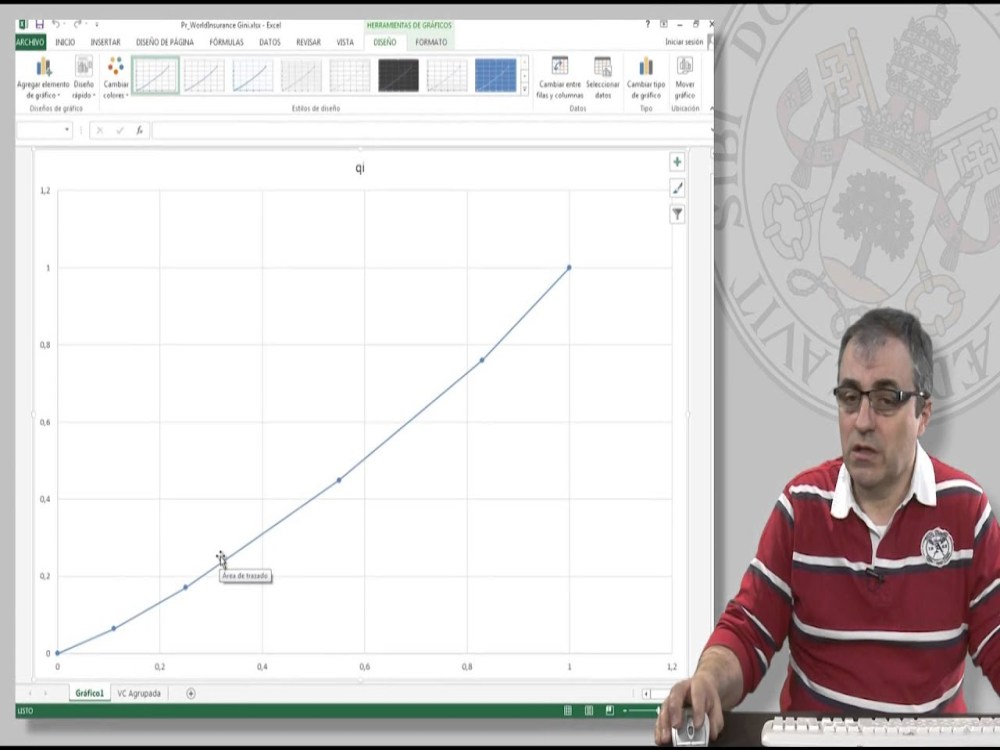 Pr_WorldInsurance Gini.xlsx - Excel
HERRAMIENTAS DE GRÁFICOS
?
ARCHIVO INICIO INSERTAR DISEÑO DE PÁGINA FÓRMULAS DATOS REVISAR VISTA DISEÑO FORMATO Iniciar sesión
Agregar elemento de gráfico
Diseño rápido
Cambiar colores
Cambiar entre filas y columnas
Seleccionar datos
Cambiar tipo de gráfico
Mover gráfico
Diseños de gráfico
Estilos de diseño
Datos
Tipo
Ubicación
fx
qi
1,2
1
0,8
0,6
0,4
0,2
0
Área de trazado
0 0,2 0,4 0,6 0,8 1 1,2
Gráfico1 VC Agrupada
LISTO
SIBI